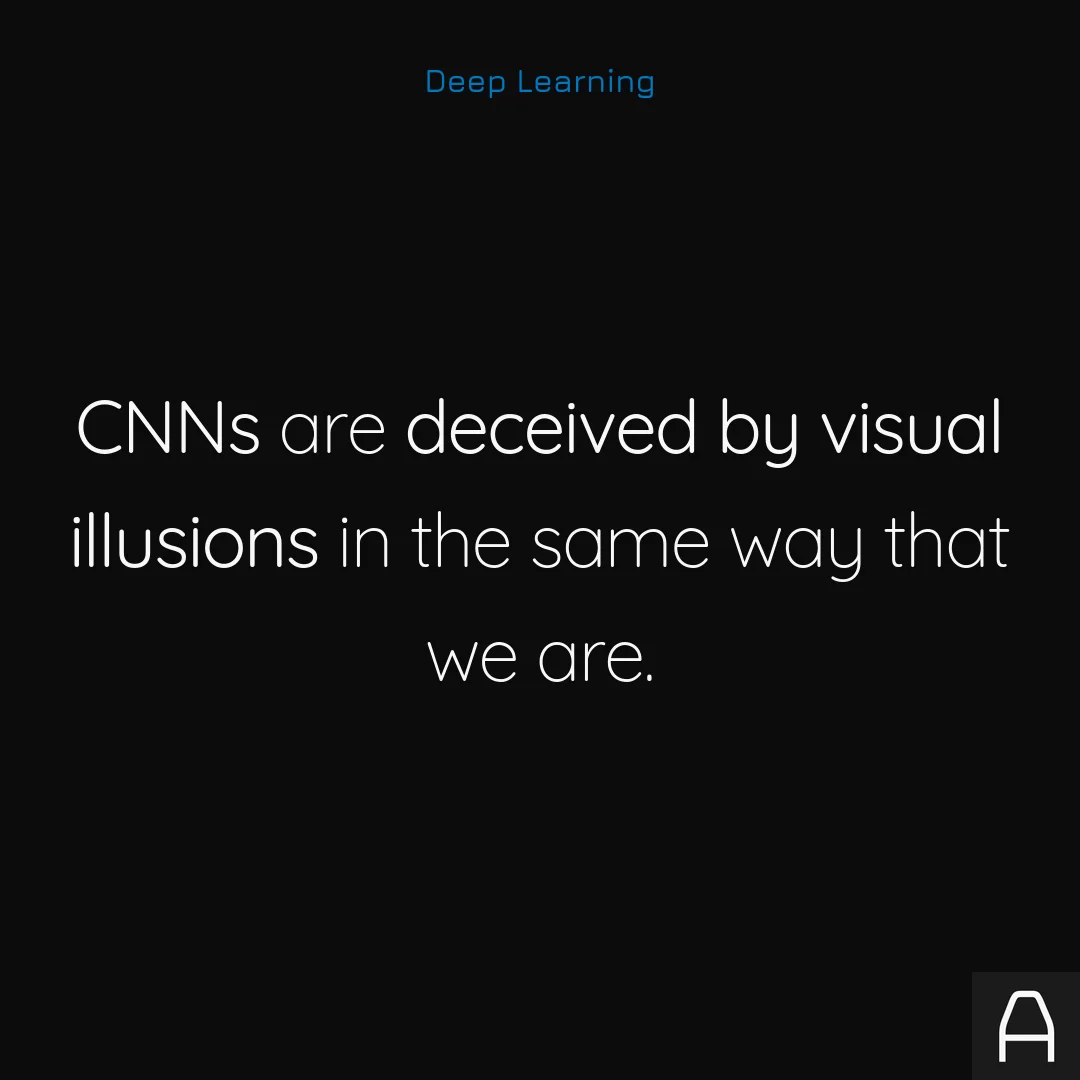 Deep Learning
CNNs are deceived by visual
illusions in the same way that
we are.
A